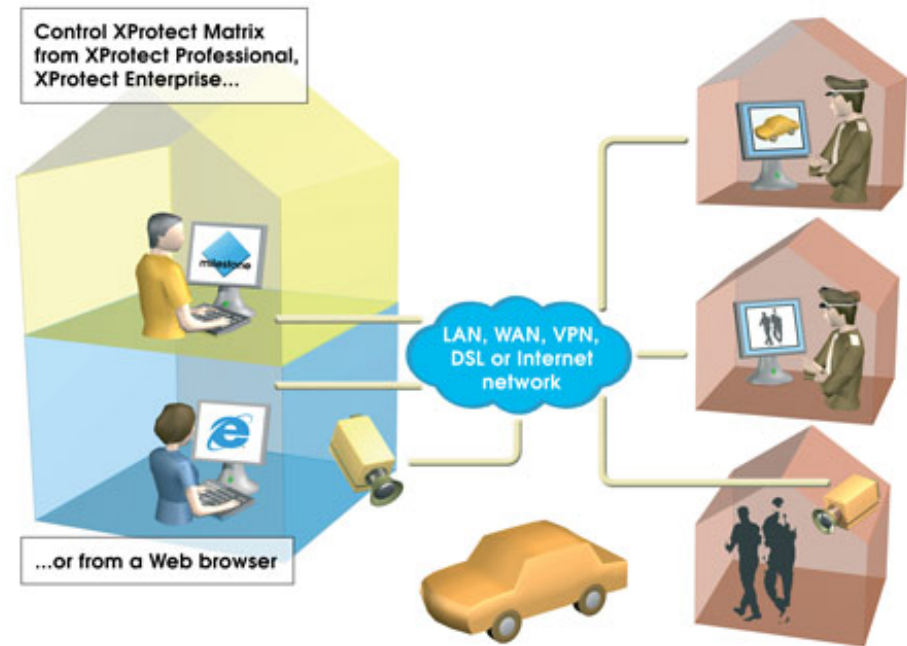 Control XProtect Matrix
from XProtect Professional,
XProtect Enterprise...
milestone
LAN, WAN, VPN,
DSL or Internet
network
...or from a Web browser